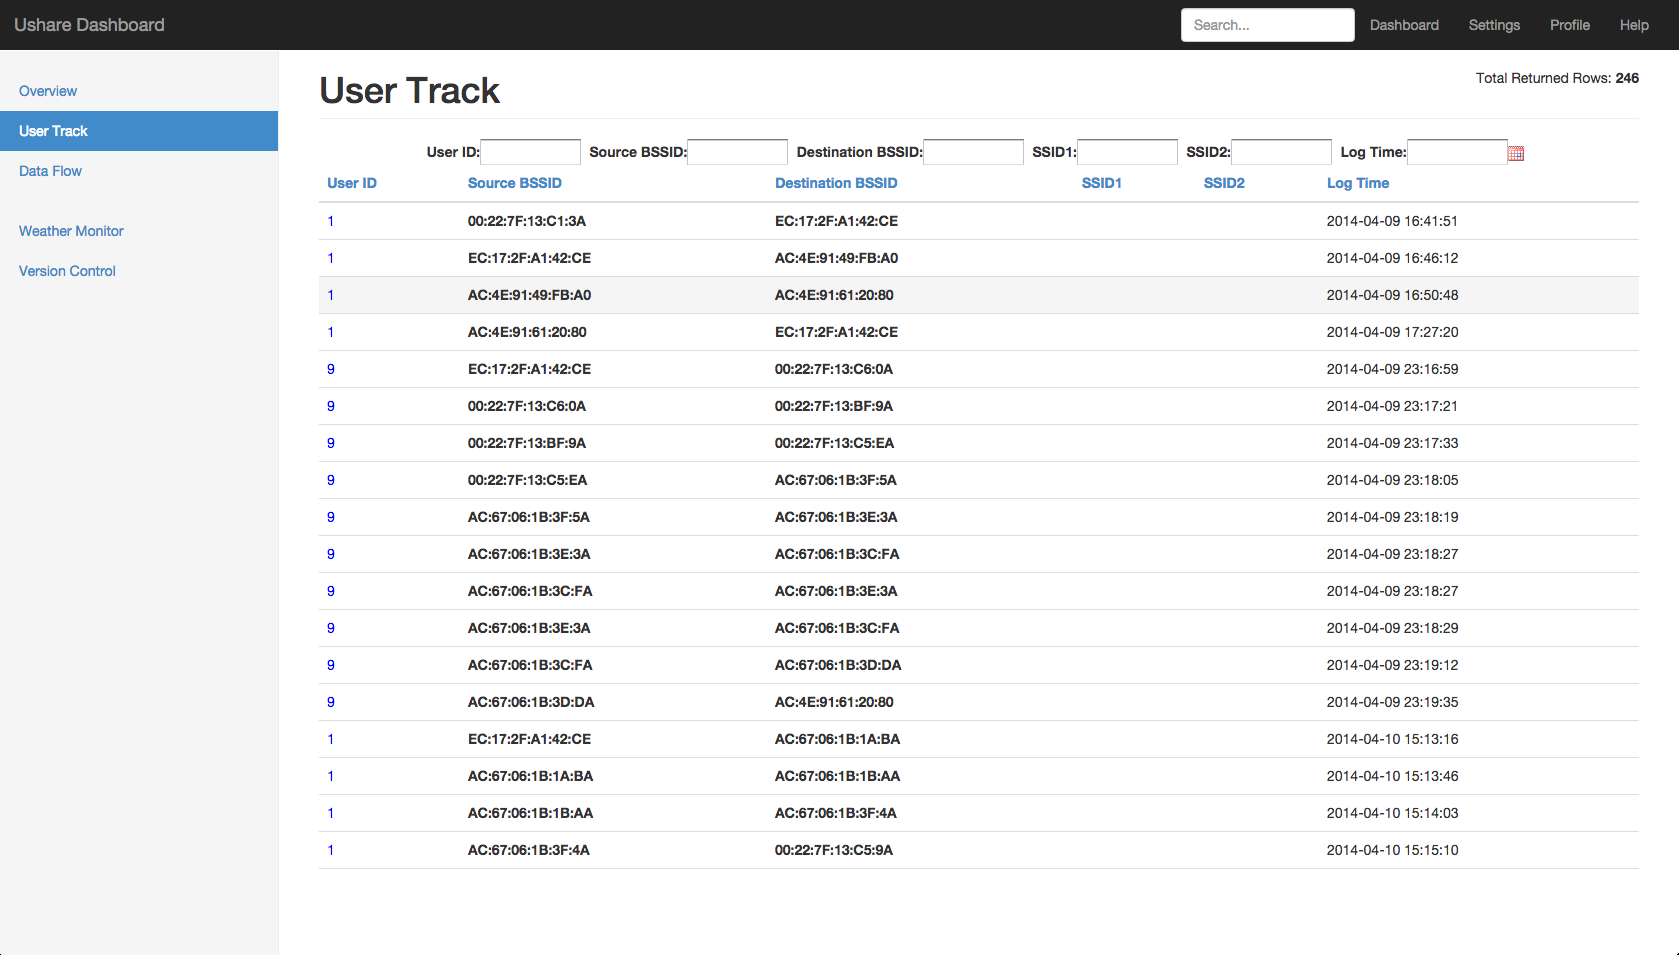 Ushare Dashboard Search... Dashboard Settings Profile Help
Overview
User Track
Data Flow
Weather Monitor
Version Control
User Track
Total Returned Rows: 246
User ID: Source BSSID: Destination BSSID: SSID1: SSID2: Log Time:
User ID Source BSSID Destination BSSID SSID1 SSID2 Log Time
1 00:22:7F:13:C1:3A EC:17:2F:A1:42:CE 2014-04-09 16:41:51
1 EC:17:2F:A1:42:CE AC:4E:91:49:FB:A0 2014-04-09 16:46:12
1 AC:4E:91:49:FB:A0 AC:4E:91:61:20:80 2014-04-09 16:50:48
1 AC:4E:91:61:20:80 EC:17:2F:A1:42:CE 2014-04-09 17:27:20
9 EC:17:2F:A1:42:CE 00:22:7F:13:C6:0A 2014-04-09 23:16:59
9 00:22:7F:13:C6:0A 00:22:7F:13:BF:9A 2014-04-09 23:17:21
9 00:22:7F:13:BF:9A 00:22:7F:13:C5:EA 2014-04-09 23:17:33
9 00:22:7F:13:C5:EA AC:67:06:1B:3F:5A 2014-04-09 23:18:05
9 AC:67:06:1B:3F:5A AC:67:06:1B:3E:3A 2014-04-09 23:18:19
9 AC:67:06:1B:3E:3A AC:67:06:1B:3C:FA 2014-04-09 23:18:27
9 AC:67:06:1B:3C:FA AC:67:06:1B:3E:3A 2014-04-09 23:18:27
9 AC:67:06:1B:3E:3A AC:67:06:1B:3C:FA 2014-04-09 23:18:29
9 AC:67:06:1B:3C:FA AC:67:06:1B:3D:DA 2014-04-09 23:19:12
9 AC:67:06:1B:3D:DA AC:4E:91:61:20:80 2014-04-09 23:19:35
1 EC:17:2F:A1:42:CE AC:67:06:1B:1A:BA 2014-04-10 15:13:16
1 AC:67:06:1B:1A:BA AC:67:06:1B:1B:AA 2014-04-10 15:13:46
1 AC:67:06:1B:1B:AA AC:67:06:1B:3F:4A 2014-04-10 15:14:03
1 AC:67:06:1B:3F:4A 00:22:7F:13:C5:9A 2014-04-10 15:15:10